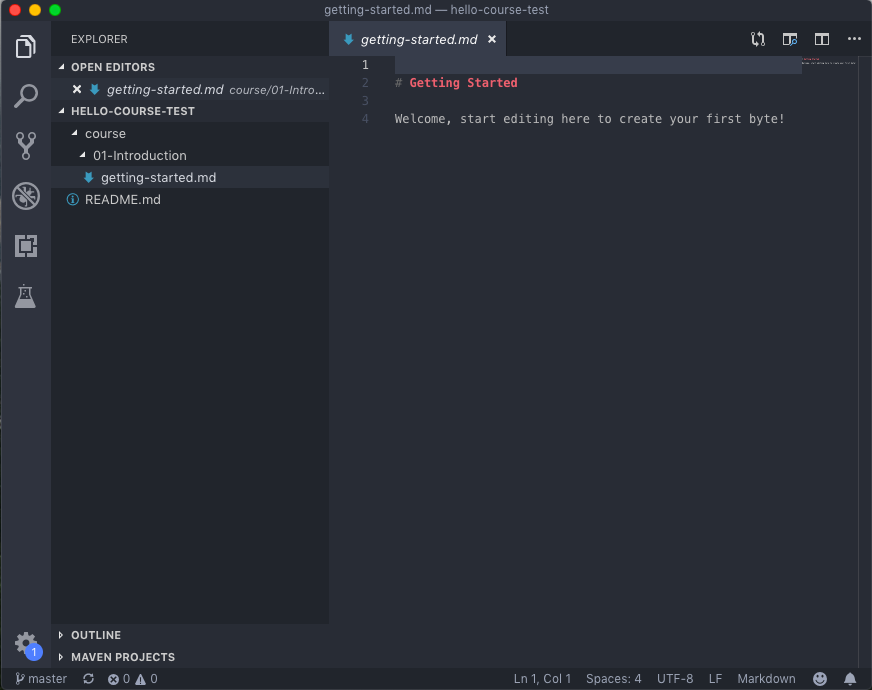 getting-started.md — hello-course-test
EXPLORER
OPEN EDITORS
getting-started.md course/01-Intro...
HELLO-COURSE-TEST
course
01-Introduction
getting-started.md
README.md
OUTLINE
MAVEN PROJECTS
1
getting-started.md
1
2 # Getting Started
3
4 Welcome, start editing here to create your first byte!
master 0 0 Ln 1, Col 1 Spaces: 4 UTF-8 LF Markdown